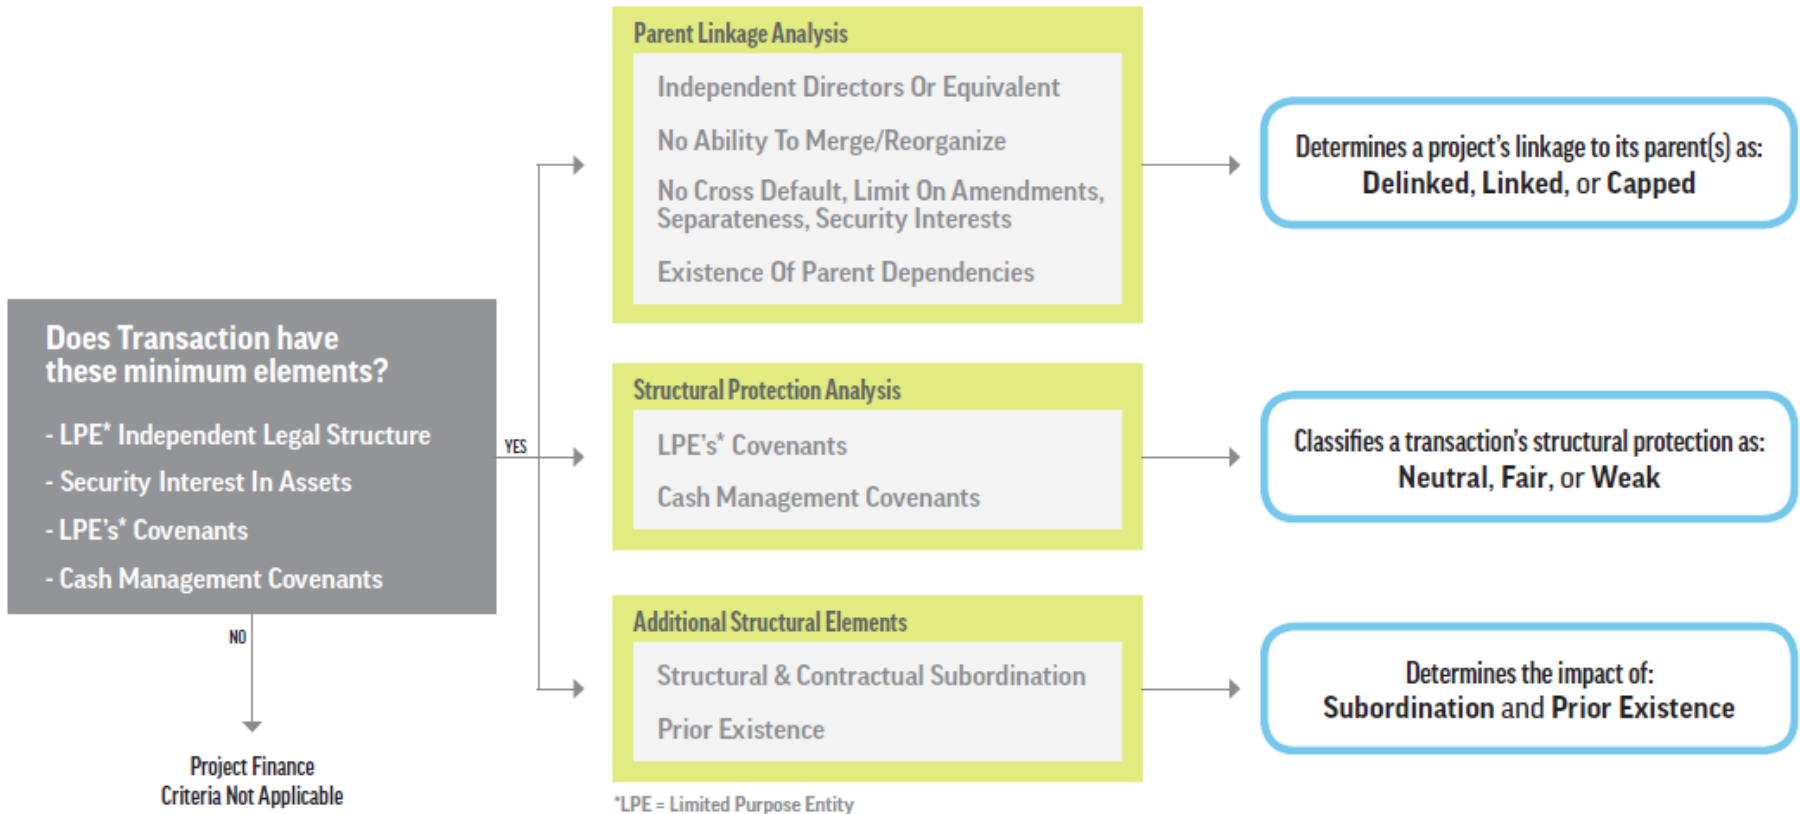 Does Transaction have
these minimum elements?
- LPE* Independent Legal Structure
- Security Interest In Assets
- LPE's* Covenants
- Cash Management Covenants
NO
Project Finance
Criteria Not Applicable
YES
Parent Linkage Analysis
Independent Directors Or Equivalent
No Ability To Merge/Reorganize
No Cross Default, Limit On Amendments,
Separateness, Security Interests
Existence Of Parent Dependencies
Determines a project's linkage to its parent(s) as:
Delinked, Linked, or Capped
Structural Protection Analysis
LPE's* Covenants
Cash Management Covenants
Classifies a transaction's structural protection as:
Neutral, Fair, or Weak
Additional Structural Elements
Structural & Contractual Subordination
Prior Existence
Determines the impact of:
Subordination and Prior Existence
*LPE = Limited Purpose Entity